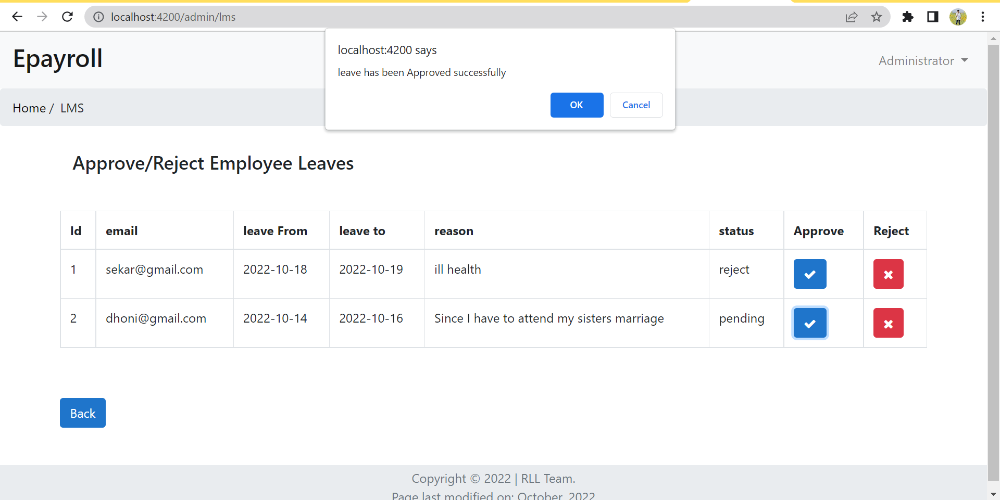 localhost:4200/admin/lms
localhost:4200 says
leave has been Approved successfully
OK Cancel
Epayroll
Administrator
Home / LMS
Approve/Reject Employee Leaves
Id email leave From leave to reason status Approve Reject
1 sekar@gmail.com 2022-10-18 2022-10-19 ill health reject
2 dhoni@gmail.com 2022-10-14 2022-10-16 Since I have to attend my sisters marriage pending
Back
Copyright © 2022 | RLL Team.
Page last modified on: October, 2022